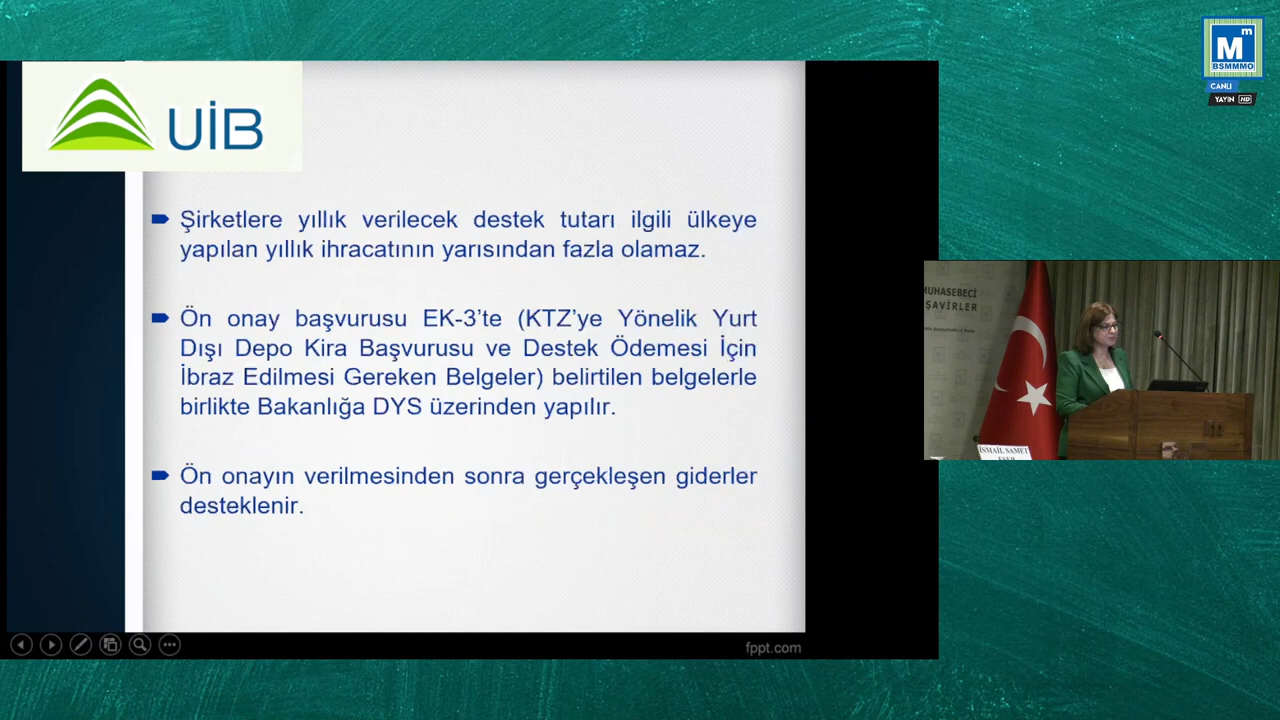 UİB
Şirketlere yıllık verilecek destek tutarı ilgili ülkeye
yapılan yıllık ihracatının yarısından fazla olamaz.
Ön onay başvurusu EK-3’te (KTZ’ye Yönelik Yurt
Dışı Depo Kira Başvurusu ve Destek Ödemesi İçin
İbraz Edilmesi Gereken Belgeler) belirtilen belgelerle
birlikte Bakanlığa DYS üzerinden yapılır.
Ön onayın verilmesinden sonra gerçekleşen giderler
desteklenir.
fppt.com
Mm
BSMMMO
CANLI
YAYIN HD
MUHASEBECİ
İSMAİL SAMET